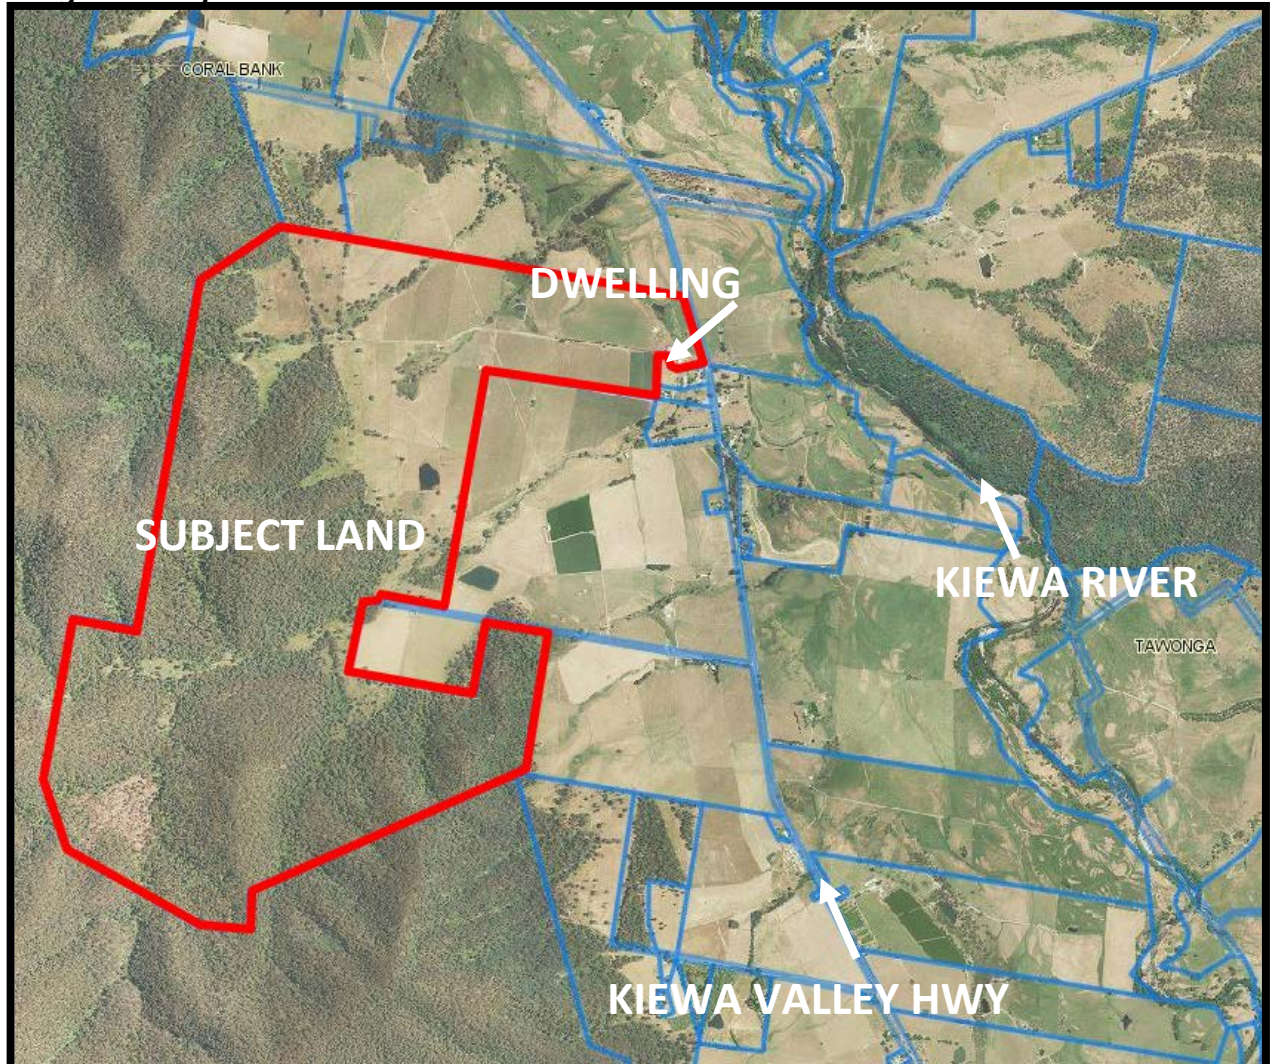 CORAL BANK
DWELLING
SUBJECT LAND
KIEWA RIVER
TAWONGA
KIEWA VALLEY HWY